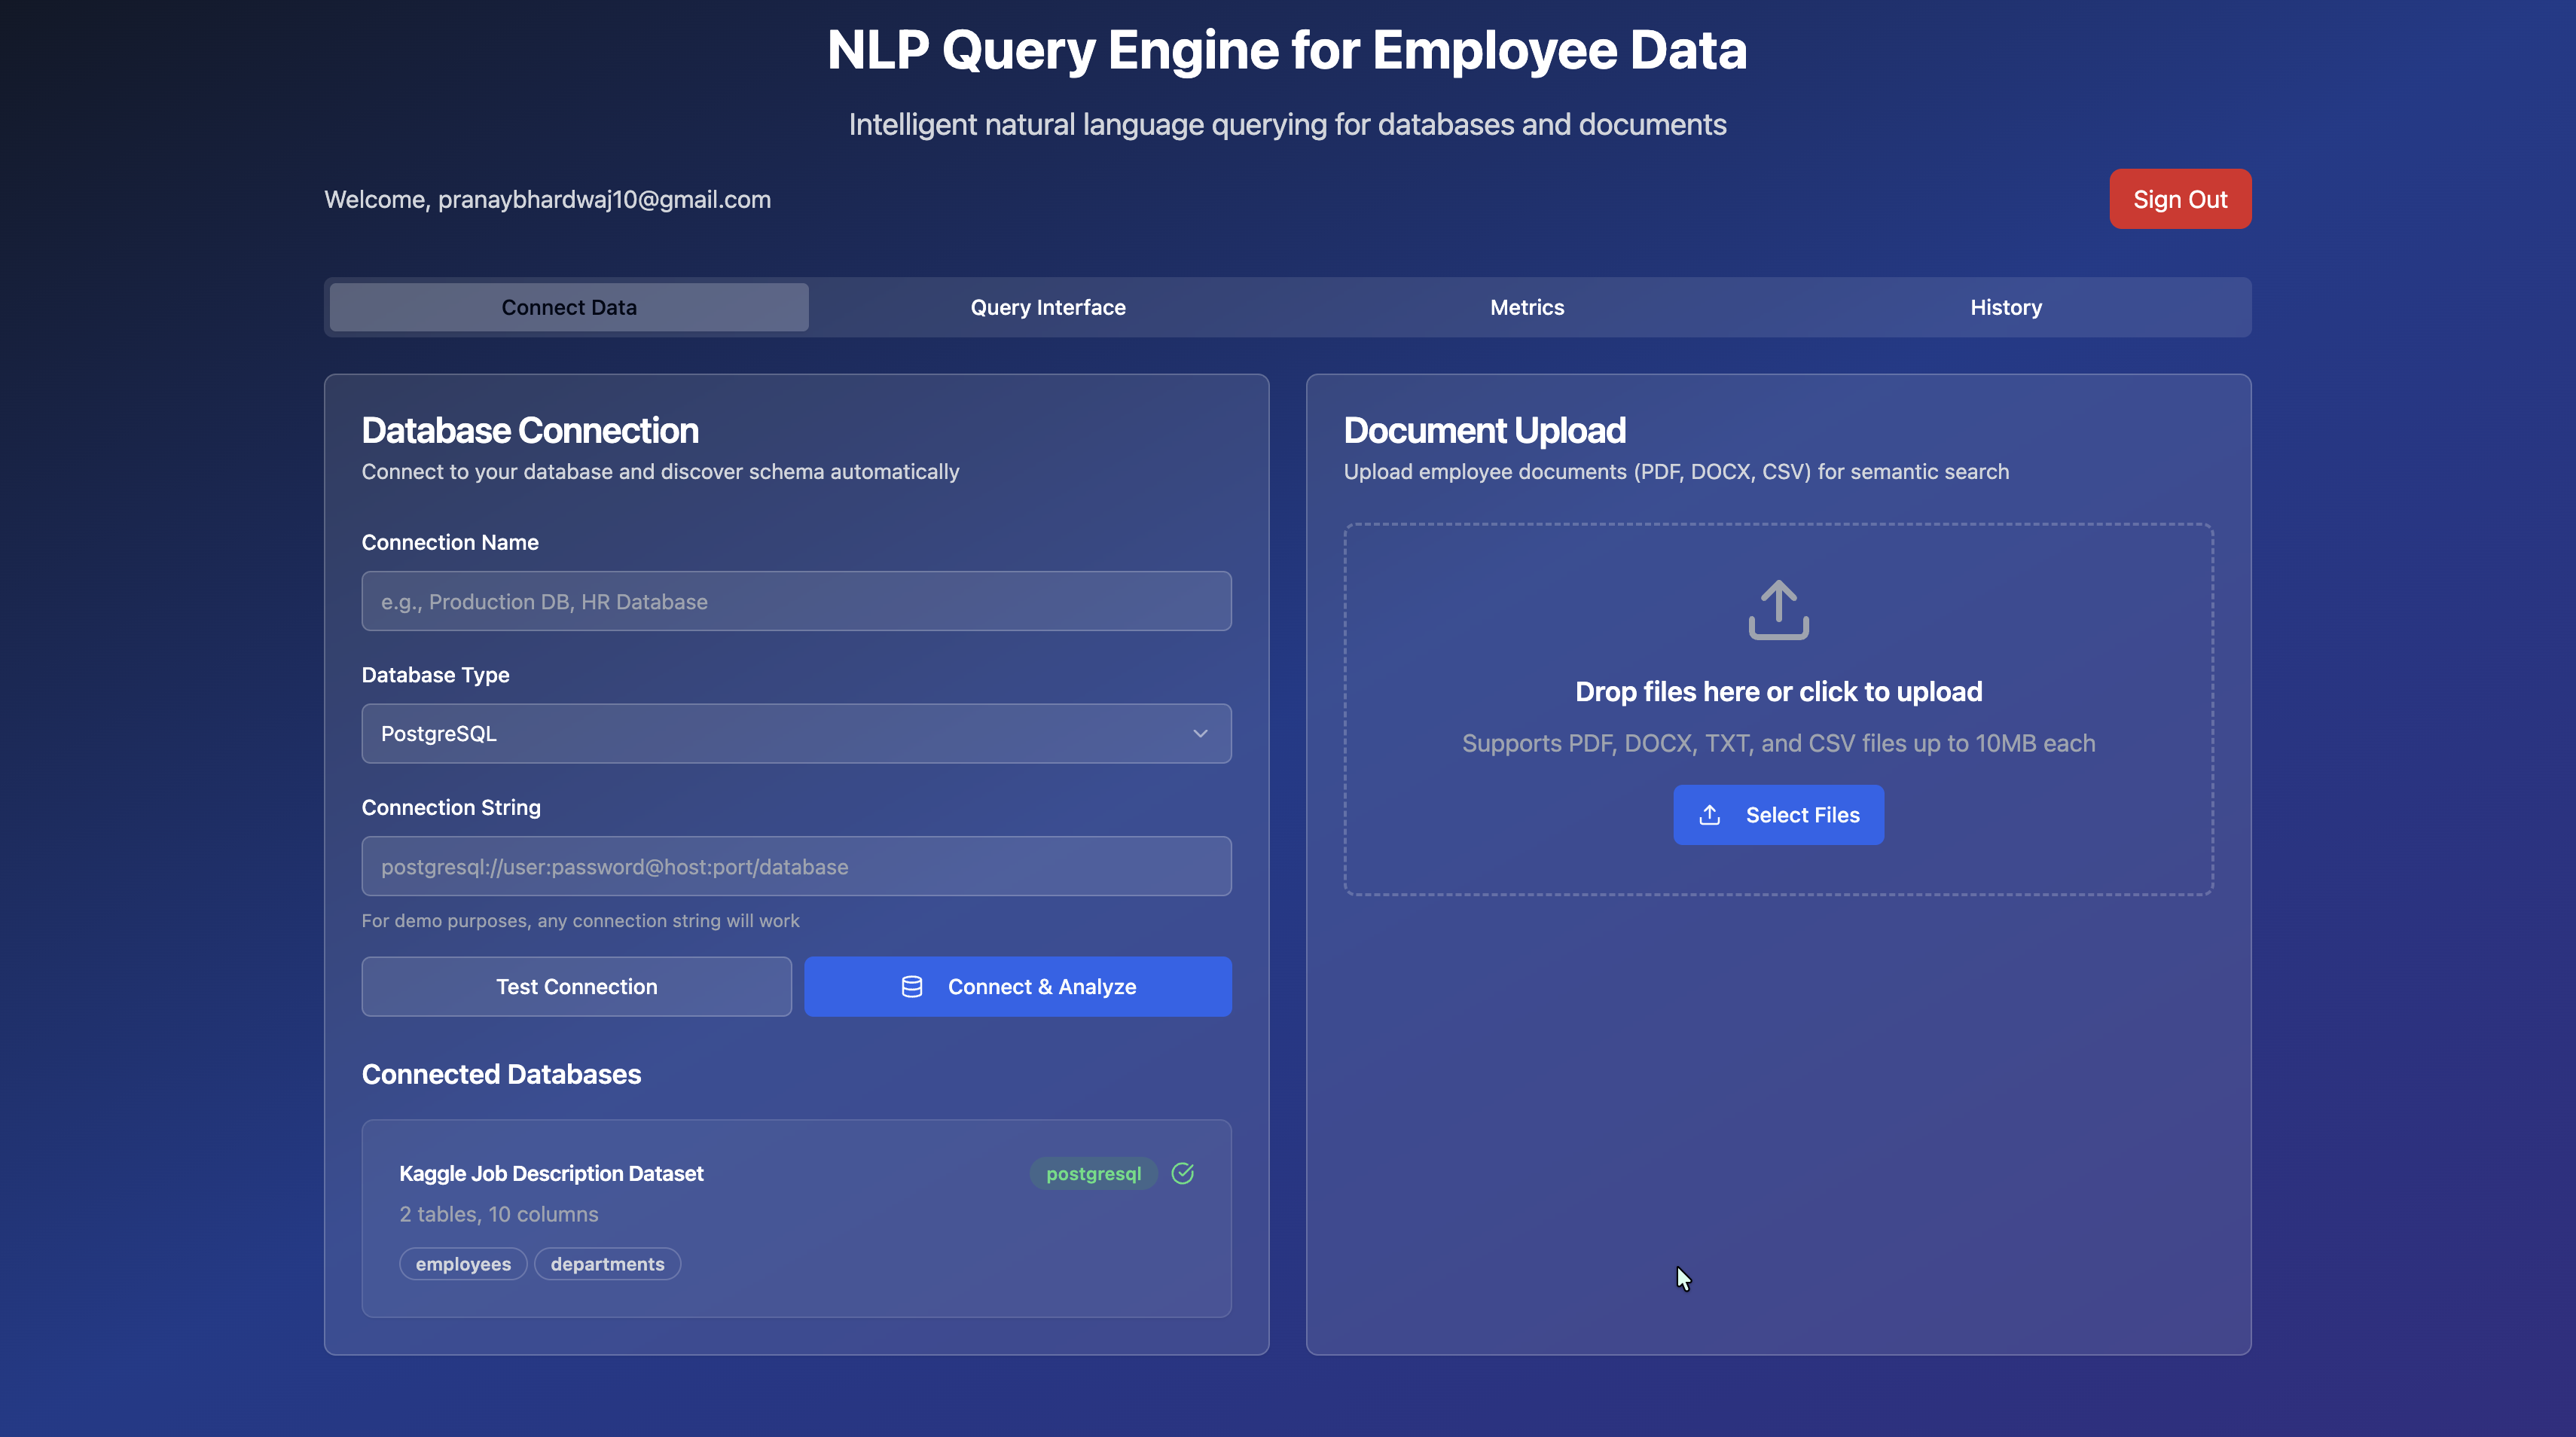 NLP Query Engine for Employee Data
Intelligent natural language querying for databases and documents
Welcome, pranaybhardwaj10@gmail.com
Sign Out
Connect Data
Query Interface
Metrics
History
Database Connection
Connect to your database and discover schema automatically
Connection Name
e.g., Production DB, HR Database
Database Type
PostgreSQL
Connection String
postgresql://user:password@host:port/database
For demo purposes, any connection string will work
Test Connection
Connect & Analyze
Connected Databases
Kaggle Job Description Dataset
postgresql
2 tables, 10 columns
employees
departments
Document Upload
Upload employee documents (PDF, DOCX, CSV) for semantic search
Drop files here or click to upload
Supports PDF, DOCX, TXT, and CSV files up to 10MB each
Select Files